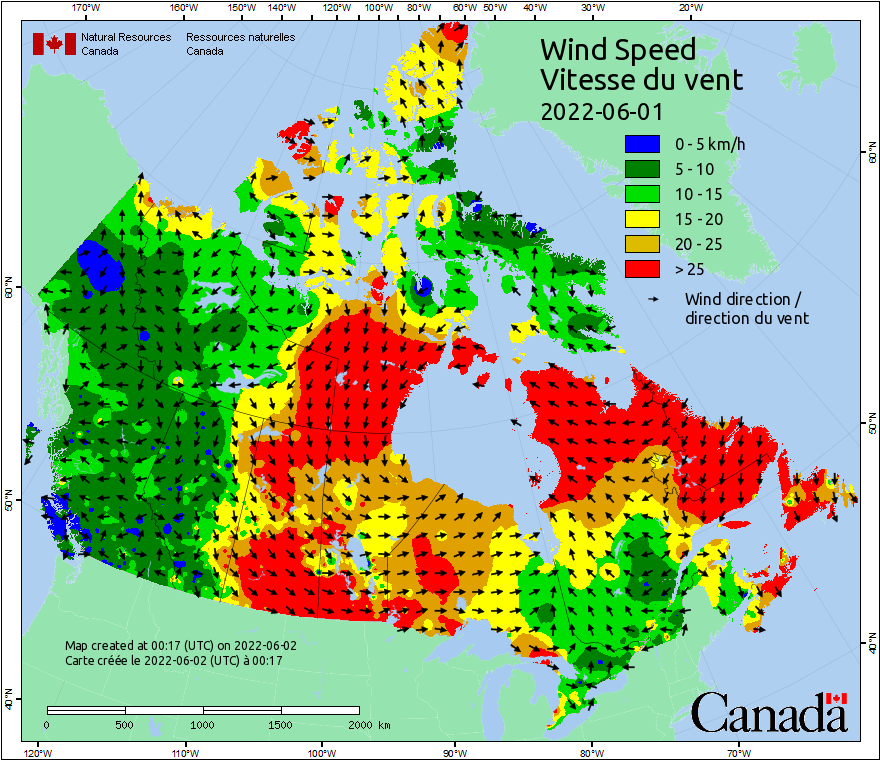 170°W 160°W 150°W 140°W 120°W 100°W 80°W 60°W 50°W 40°W 30°W 20°W
Natural Resources Ressources naturelles
Canada Canada
Wind Speed
Vitesse du vent
2022-06-01
0 - 5 km/h
5 - 10
10 - 15
15 - 20
20 - 25
> 25
Wind direction /
direction du vent
60°N
50°N
40°N
60°N
50°N
40°N
Map created at 00:17 (UTC) on 2022-06-02
Carte créée le 2022-06-02 (UTC) à 00:17
0 500 1000 1500 2000 km
Canada
120°W 110°W 100°W 90°W 80°W 70°W